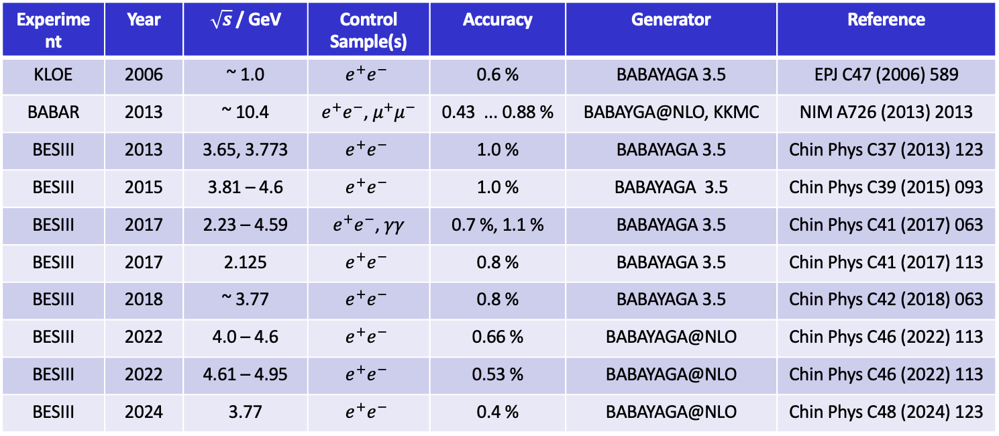 Experime
nt Year √s / GeV Control
Sample(s) Accuracy Generator Reference
KLOE 2006 ~ 1.0 e⁺e⁻ 0.6 % BABAYAGA 3.5 EPJ C47 (2006) 589
BABAR 2013 ~ 10.4 e⁺e⁻, μ⁺μ⁻ 0.43 ... 0.88 % BABAYGA@NLO, KKMC NIM A726 (2013) 2013
BESIII 2013 3.65, 3.773 e⁺e⁻ 1.0 % BABAYAGA 3.5 Chin Phys C37 (2013) 123
BESIII 2015 3.81 – 4.6 e⁺e⁻ 1.0 % BABAYAGA 3.5 Chin Phys C39 (2015) 093
BESIII 2017 2.23 – 4.59 e⁺e⁻, γγ 0.7 %, 1.1 % BABAYAGA 3.5 Chin Phys C41 (2017) 063
BESIII 2017 2.125 e⁺e⁻ 0.8 % BABAYAGA 3.5 Chin Phys C41 (2017) 113
BESIII 2018 ~ 3.77 e⁺e⁻ 0.8 % BABAYAGA 3.5 Chin Phys C42 (2018) 063
BESIII 2022 4.0 – 4.6 e⁺e⁻ 0.66 % BABAYAGA@NLO Chin Phys C46 (2022) 113
BESIII 2022 4.61 – 4.95 e⁺e⁻ 0.53 % BABAYAGA@NLO Chin Phys C46 (2022) 113
BESIII 2024 3.77 e⁺e⁻ 0.4 % BABAYAGA@NLO Chin Phys C48 (2024) 123